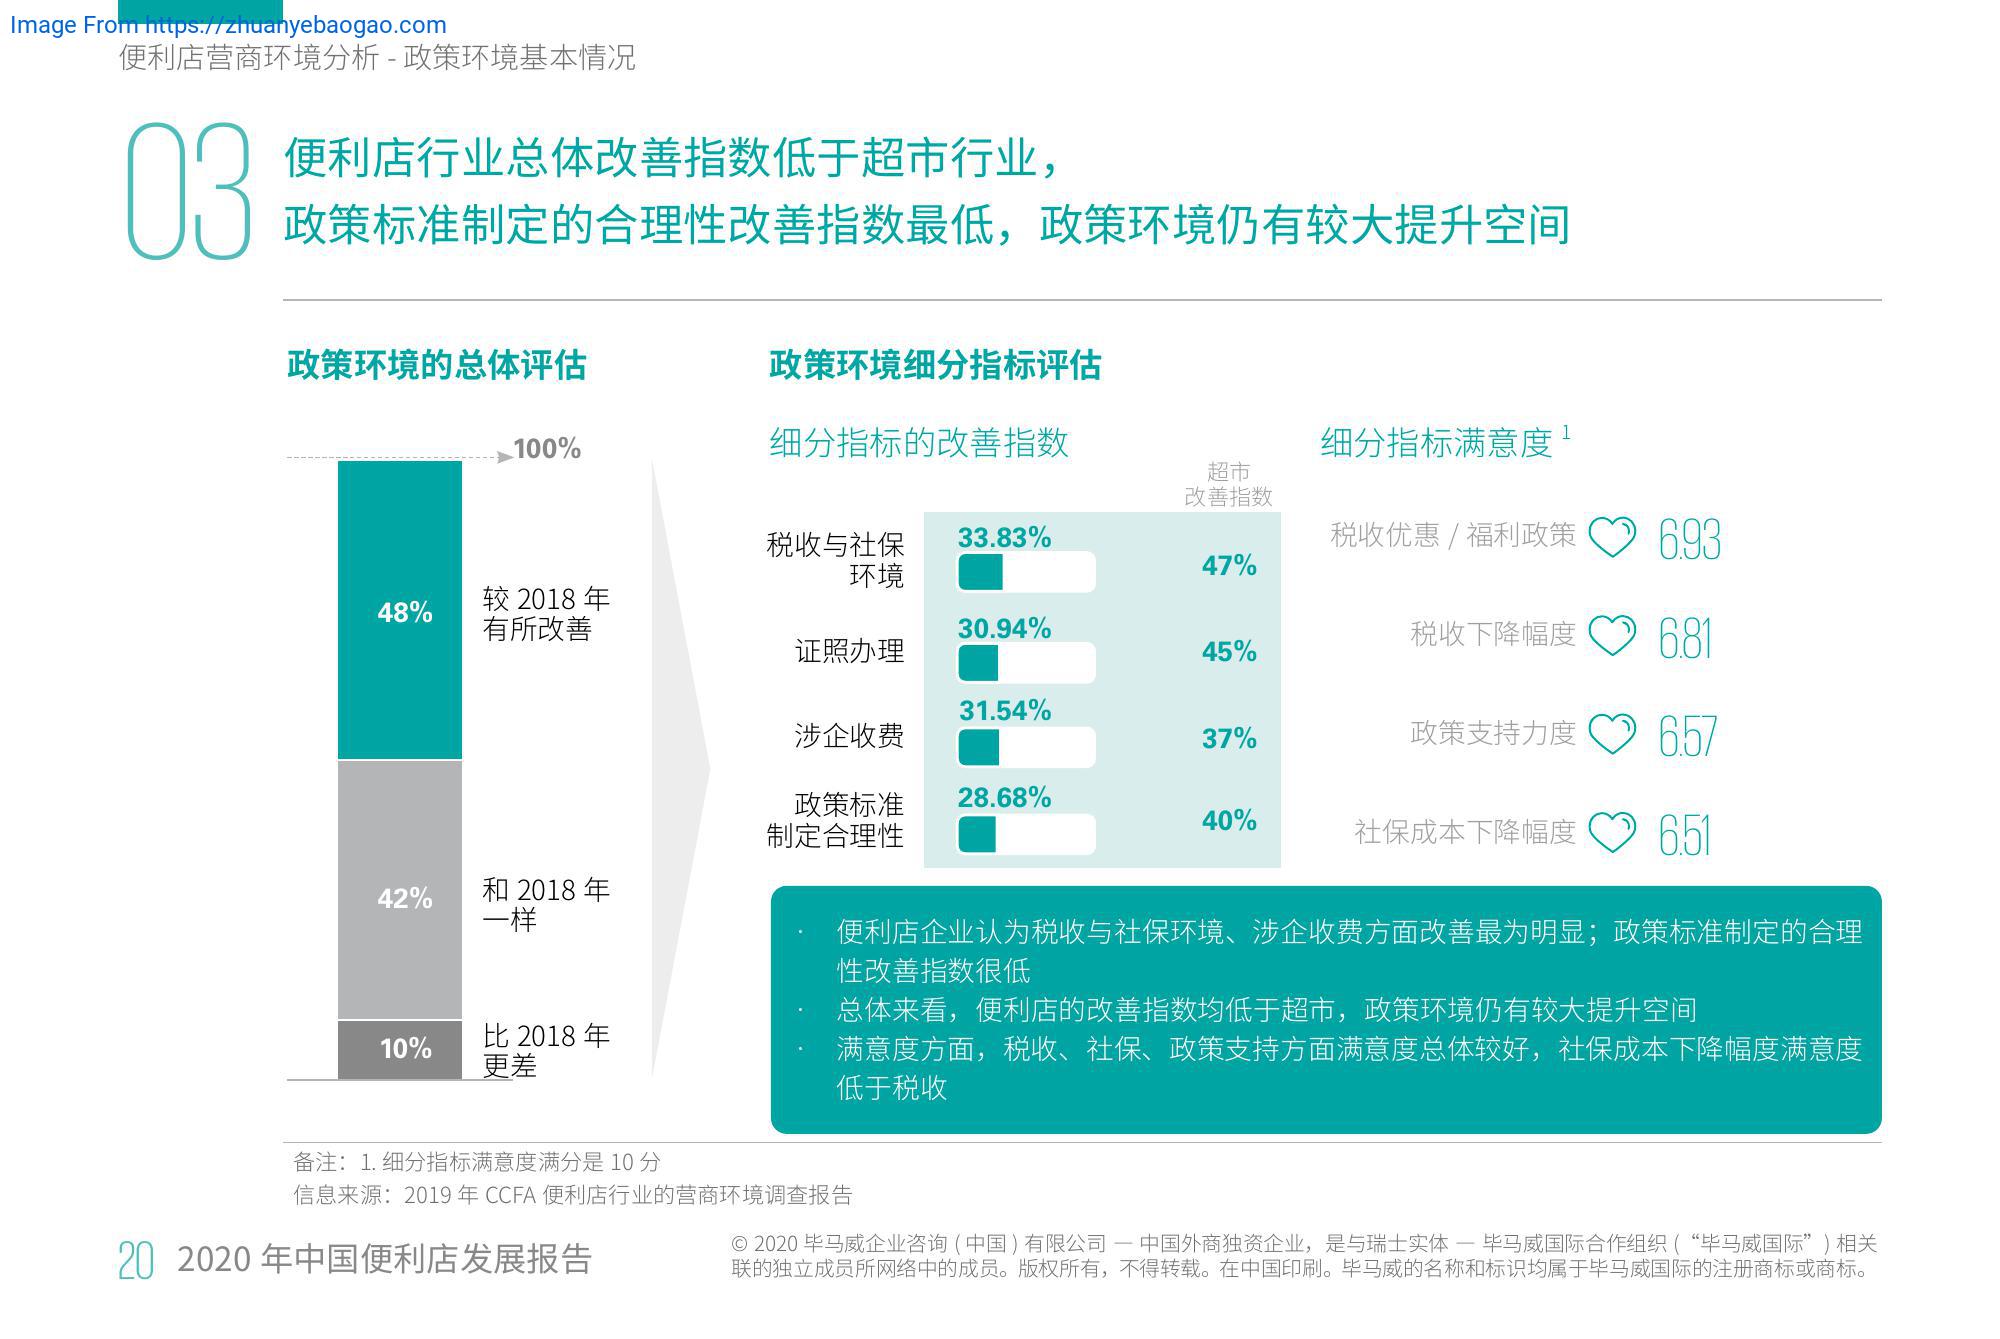 Image From https://zhuanyebaogao.com
便利店营商环境分析 - 政策环境基本情况
03
便利店行业总体改善指数低于超市行业，
政策标准制定的合理性改善指数最低，政策环境仍有较大提升空间
政策环境的总体评估
100%
48%
较 2018 年
有所改善
42%
和 2018 年
一样
10%
比 2018 年
更差
政策环境细分指标评估
细分指标的改善指数
超市
改善指数
税收与社保
环境
33.83%
47%
证照办理
30.94%
45%
涉企收费
31.54%
37%
政策标准
制定合理性
28.68%
40%
细分指标满意度 1
税收优惠 / 福利政策 6.93
税收下降幅度 6.81
政策支持力度 6.57
社保成本下降幅度 6.51
· 便利店企业认为税收与社保环境、涉企收费方面改善最为明显；政策标准制定的合理
性改善指数很低
· 总体来看，便利店的改善指数均低于超市，政策环境仍有较大提升空间
· 满意度方面，税收、社保、政策支持方面满意度总体较好，社保成本下降幅度满意度
低于税收
备注：1. 细分指标满意度满分是 10 分
信息来源：2019 年 CCFA 便利店行业的营商环境调查报告
20 2020 年中国便利店发展报告
© 2020 毕马威企业咨询 ( 中国 ) 有限公司 — 中国外商独资企业，是与瑞士实体 — 毕马威国际合作组织 (“毕马威国际”) 相关
联的独立成员所网络中的成员。版权所有，不得转载。在中国印刷。毕马威的名称和标识均属于毕马威国际的注册商标或商标。